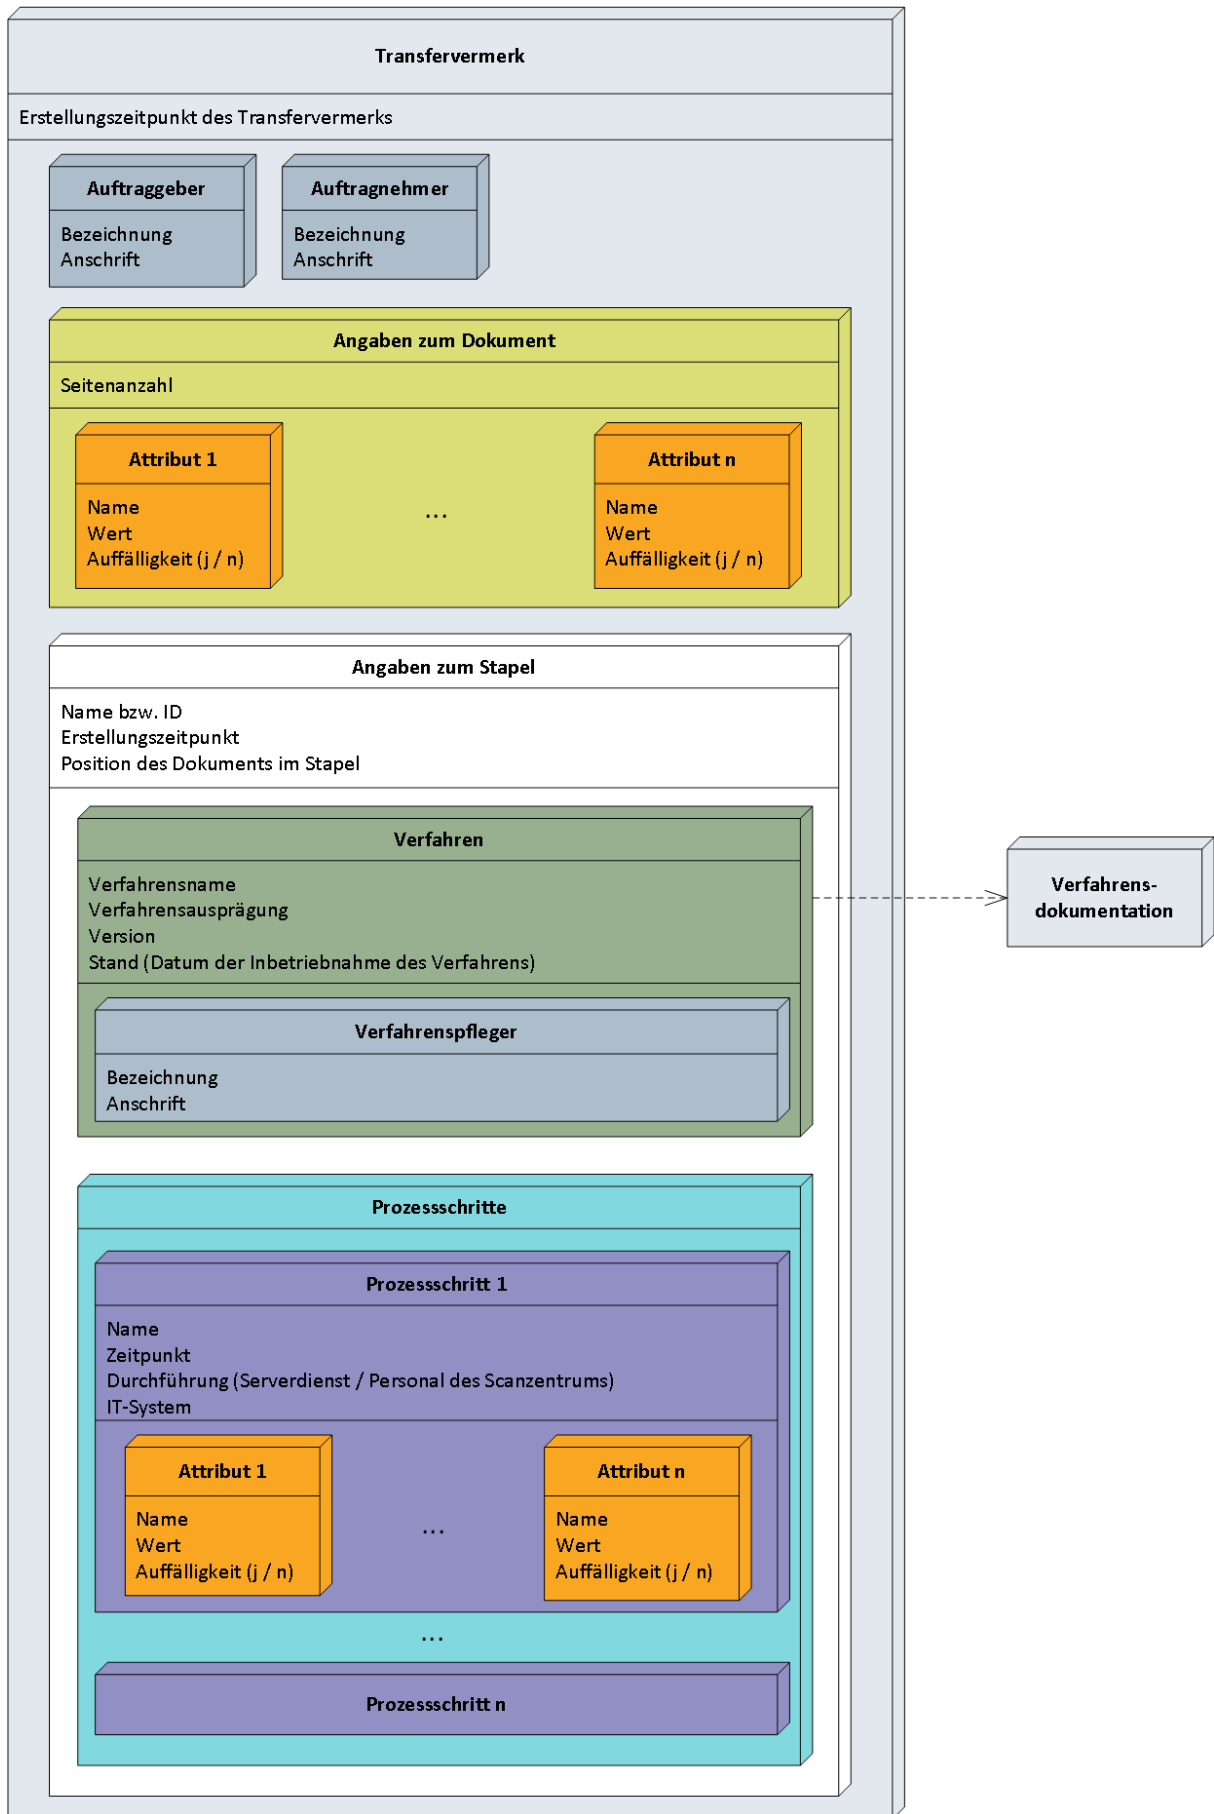 Transfervermerk
Erstellungszeitpunkt des Transfervermerks
Auftraggeber
Bezeichnung
Anschrift
Auftragnehmer
Bezeichnung
Anschrift
Angaben zum Dokument
Seitenanzahl
Attribut 1
Name
Wert
Auffälligkeit (j / n)
...
Attribut n
Name
Wert
Auffälligkeit (j / n)
Angaben zum Stapel
Name bzw. ID
Erstellungszeitpunkt
Position des Dokuments im Stapel
Verfahren
Verfahrensname
Verfahrensausprägung
Version
Stand (Datum der Inbetriebnahme des Verfahrens)
Verfahrenspfleger
Bezeichnung
Anschrift
Verfahrens-
dokumentation
Prozessschritte
Prozessschritt 1
Name
Zeitpunkt
Durchführung (Serverdienst / Personal des Scanzentrums)
IT-System
Attribut 1
Name
Wert
Auffälligkeit (j / n)
...
Attribut n
Name
Wert
Auffälligkeit (j / n)
...
Prozessschritt n